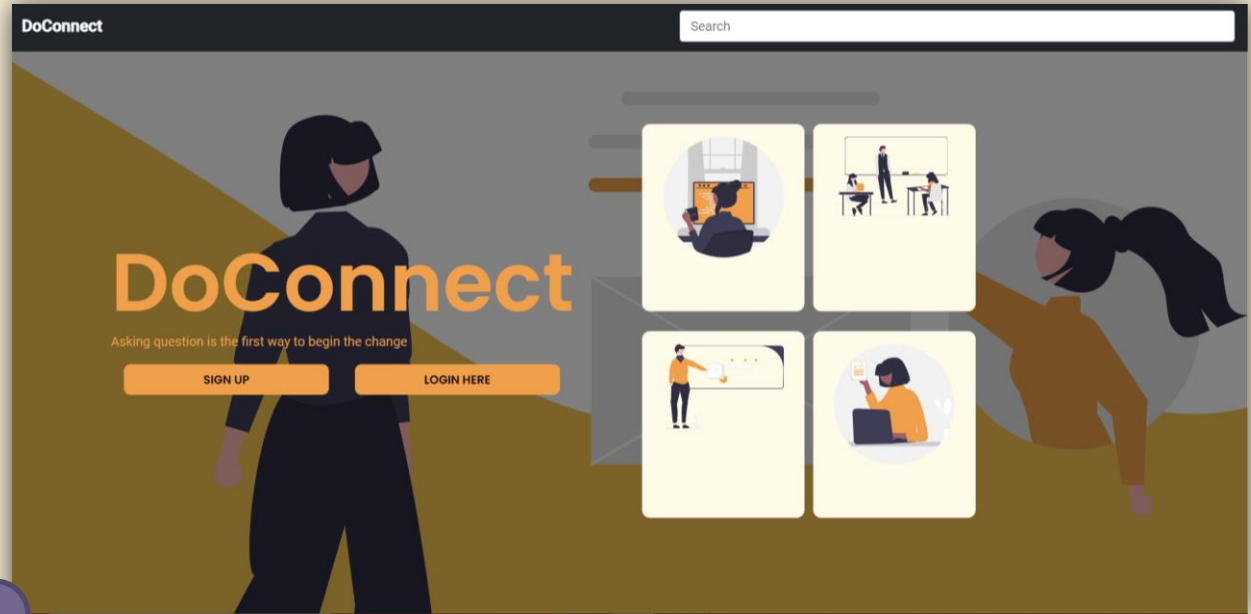 DoConnect
Search
DoConnect
Asking question is the first way to begin the change
SIGN UP
LOGIN HERE